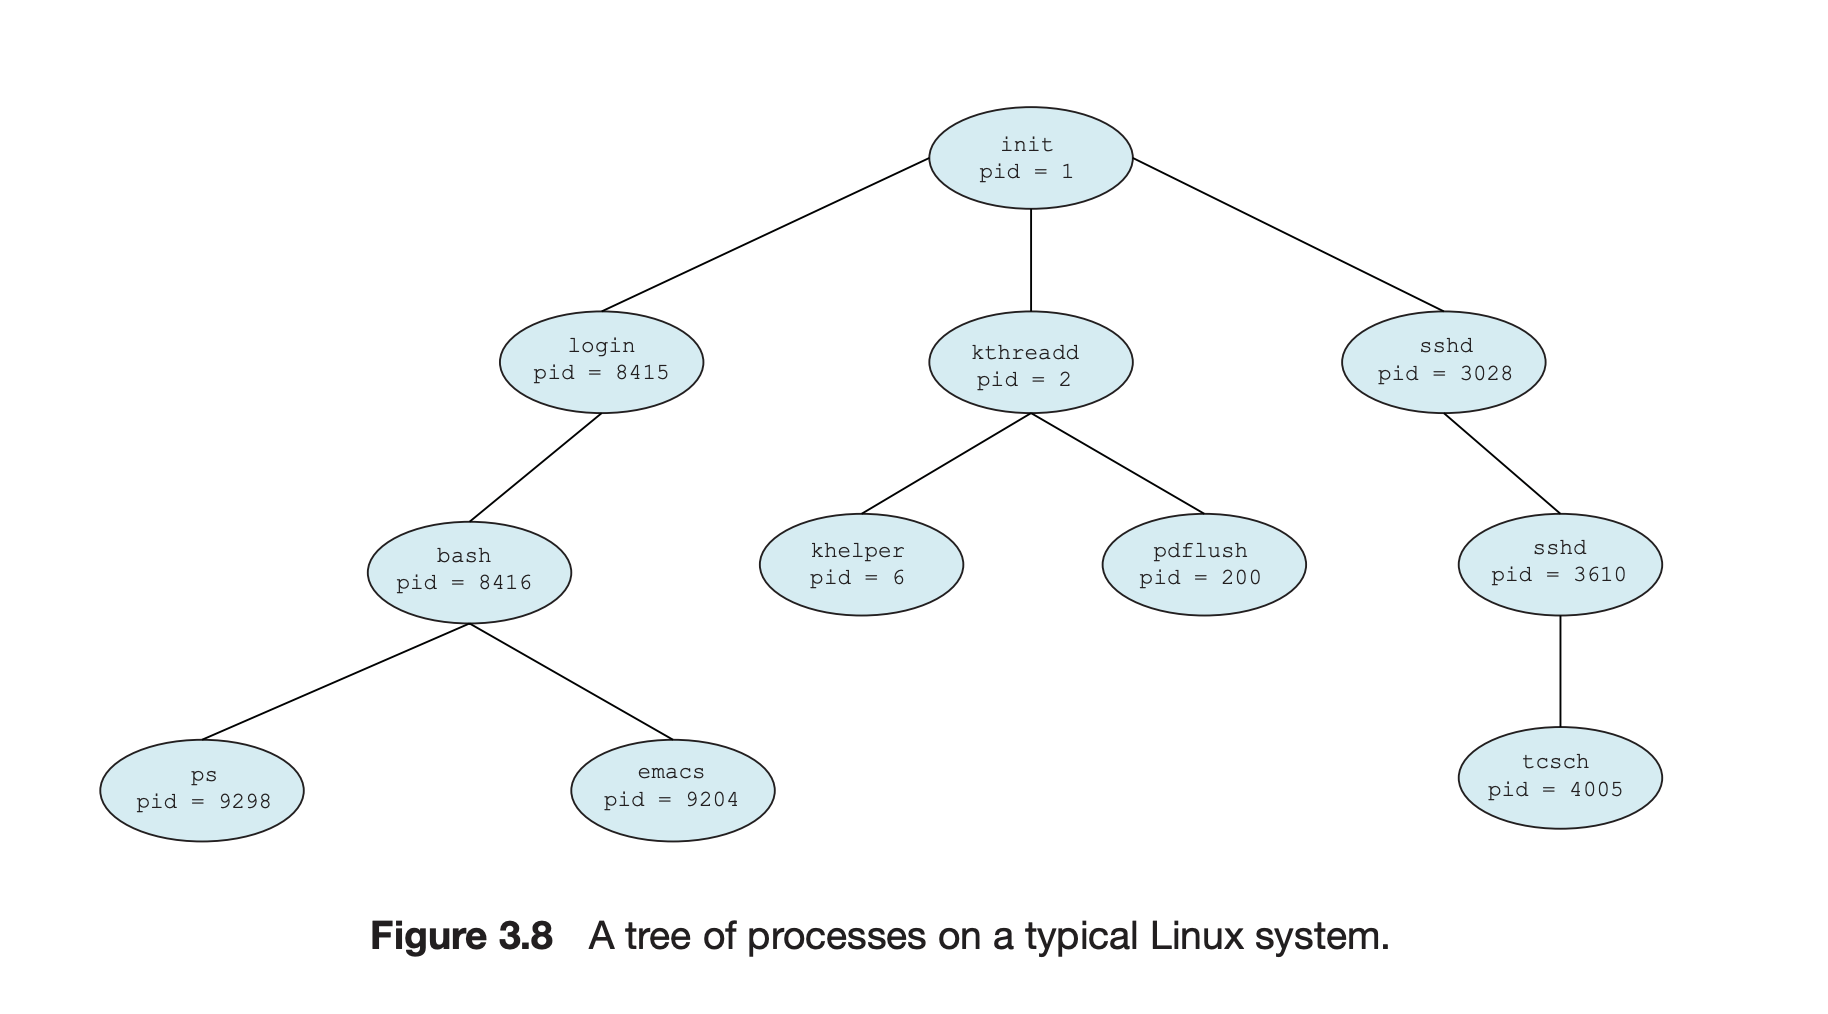 init
pid = 1
login
pid = 8415
kthreadd
pid = 2
sshd
pid = 3028
bash
pid = 8416
khelper
pid = 6
pdflush
pid = 200
sshd
pid = 3610
ps
pid = 9298
emacs
pid = 9204
tcsch
pid = 4005
Figure 3.8 A tree of processes on a typical Linux system.